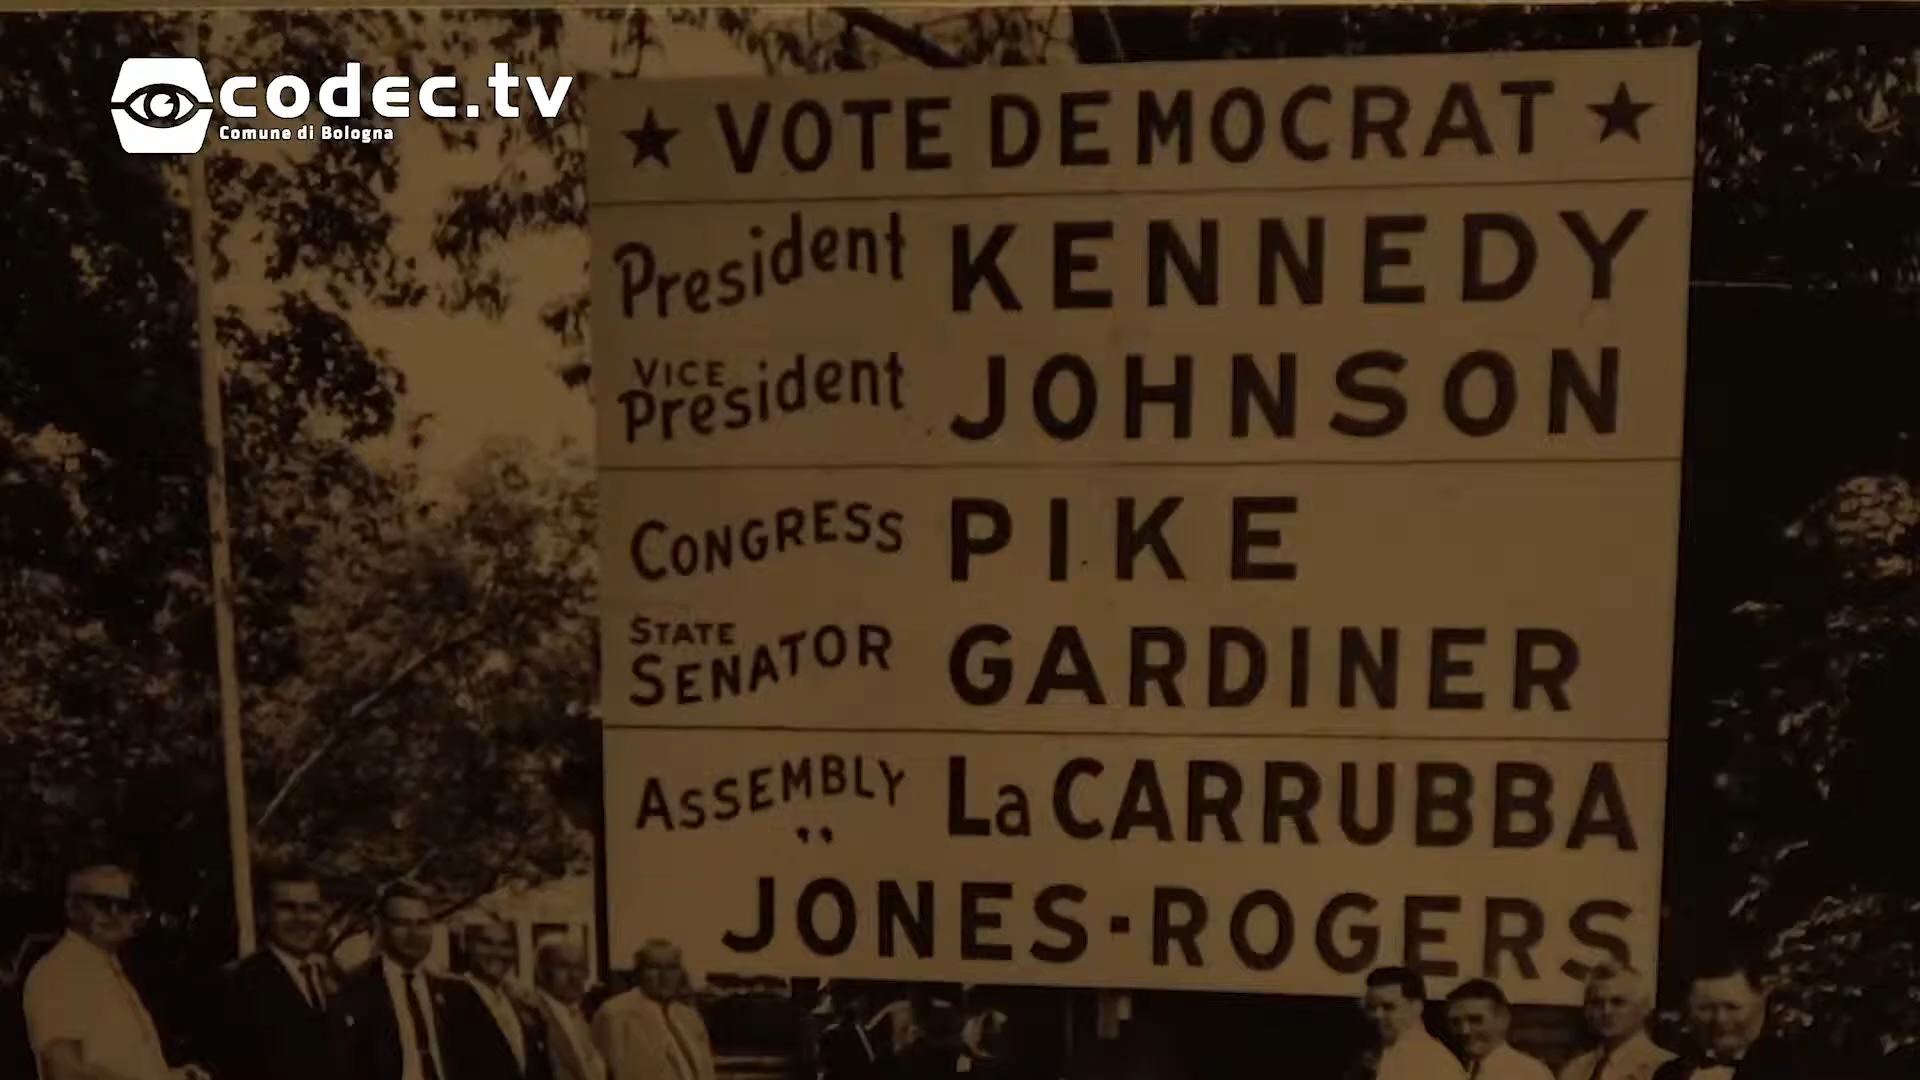 codec.tv
Comune di Bologna
★ VOTE DEMOCRAT ★
President KENNEDY
VICE President JOHNSON
CONGRESS PIKE
STATE SENATOR GARDINER
ASSEMBLY LaCARRUBBA
" JONES-ROGERS